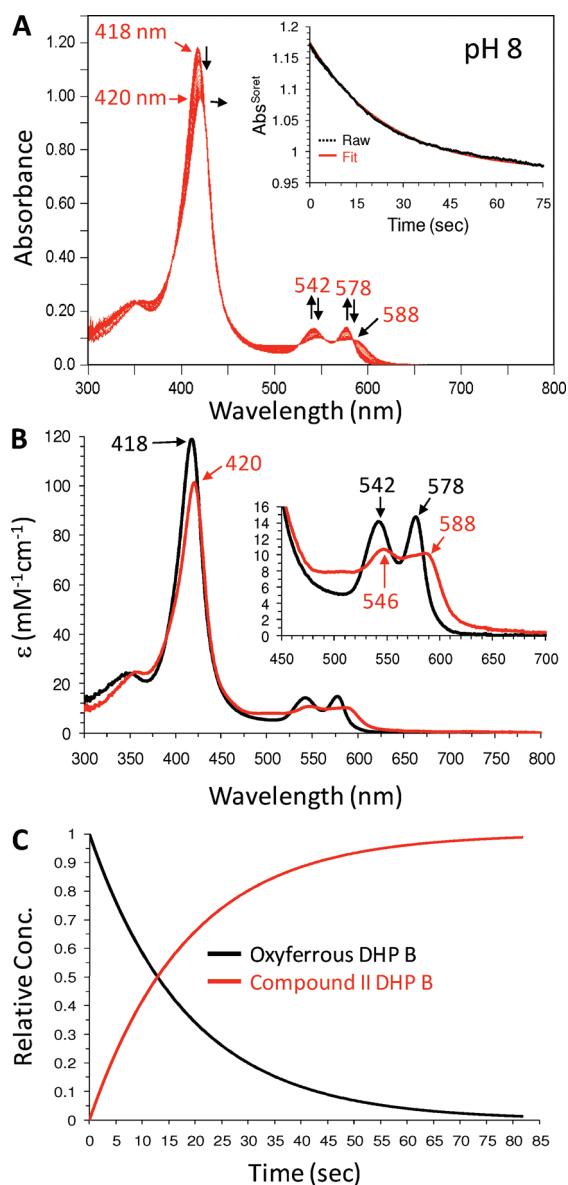 A
418 nm
420 nm
pH 8
Abs^Soret
1.20
1.15
1.10
1.05
1.00
0.95
Raw
Fit
0 15 30 45 60 75
Time (sec)
Absorbance
1.20
1.00
0.80
0.60
0.40
0.20
0.0
542
578
588
300 400 500 600 700 800
Wavelength (nm)
B
418
420
542
578
588
546
16
14
12
10
8
6
4
2
0
450 500 550 600 650 700
ε (mM-1cm-1)
120
100
80
60
40
20
0
300 350 400 450 500 550 600 650 700 750 800
Wavelength (nm)
C
Relative Conc.
1
0.9
0.8
0.7
0.6
0.5
0.4
0.3
0.2
0.1
0
Oxyferrous DHP B
Compound II DHP B
0 5 10 15 20 25 30 35 40 45 50 55 60 65 70 75 80 85
Time (sec)